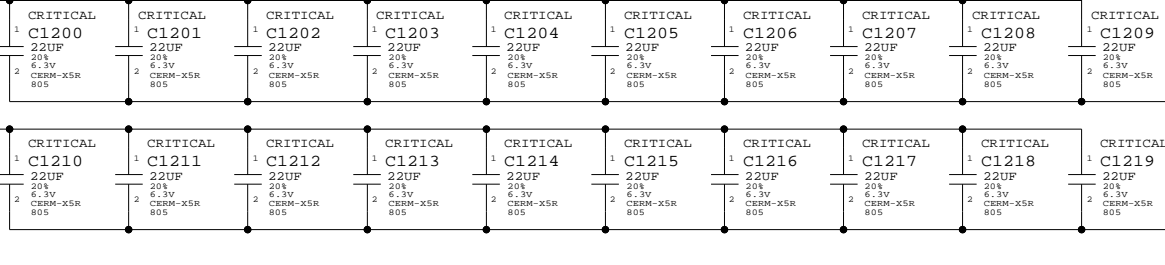 CRITICAL CRITICAL CRITICAL CRITICAL CRITICAL CRITICAL CRITICAL CRITICAL CRITICAL CRITICAL
1 C1200 1 C1201 1 C1202 1 C1203 1 C1204 1 C1205 1 C1206 1 C1207 1 C1208 1 C1209
22UF 22UF 22UF 22UF 22UF 22UF 22UF 22UF 22UF 22UF
20% 20% 20% 20% 20% 20% 20% 20% 20% 20%
6.3V 6.3V 6.3V 6.3V 6.3V 6.3V 6.3V 6.3V 6.3V 6.3V
2 CERM-X5R 2 CERM-X5R 2 CERM-X5R 2 CERM-X5R 2 CERM-X5R 2 CERM-X5R 2 CERM-X5R 2 CERM-X5R 2 CERM-X5R 2 CERM-X5R
805 805 805 805 805 805 805 805 805 805
CRITICAL CRITICAL CRITICAL CRITICAL CRITICAL CRITICAL CRITICAL CRITICAL CRITICAL CRITICAL
1 C1210 1 C1211 1 C1212 1 C1213 1 C1214 1 C1215 1 C1216 1 C1217 1 C1218 1 C1219
22UF 22UF 22UF 22UF 22UF 22UF 22UF 22UF 22UF 22UF
20% 20% 20% 20% 20% 20% 20% 20% 20% 20%
6.3V 6.3V 6.3V 6.3V 6.3V 6.3V 6.3V 6.3V 6.3V 6.3V
2 CERM-X5R 2 CERM-X5R 2 CERM-X5R 2 CERM-X5R 2 CERM-X5R 2 CERM-X5R 2 CERM-X5R 2 CERM-X5R 2 CERM-X5R 2 CERM-X5R
805 805 805 805 805 805 805 805 805 805